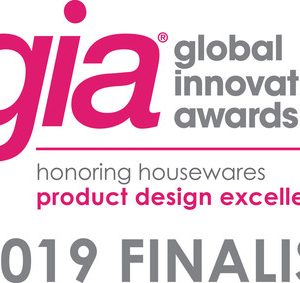 gia® global
innovat
awards
honoring housewares
product design excelle
019 FINALIS